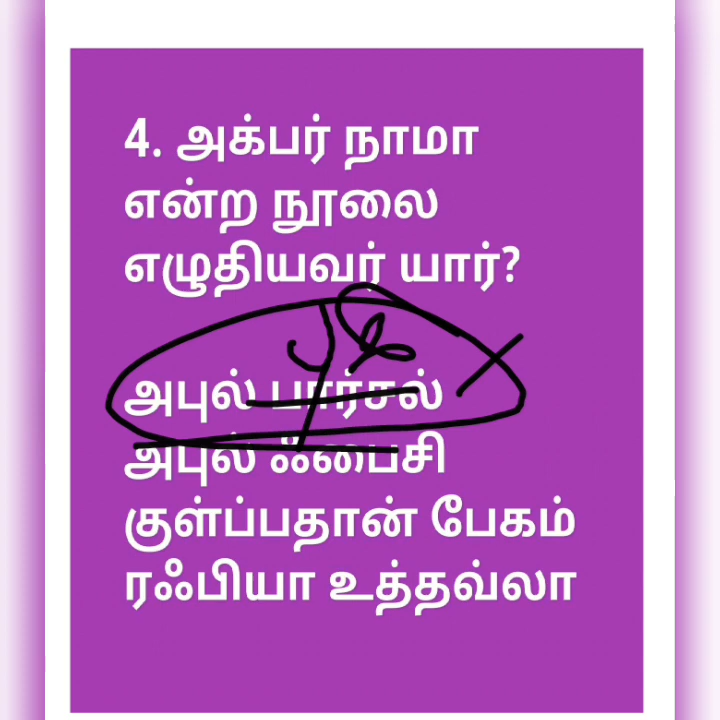 4. அக்பர் நாமா
என்ற நூலை
எழுதியவர் யார்?
அபுல் பார்சல்
அபுல் ஃபைசி
குள்ப்பதான் பேகம்
ரஃபியா உத்தவ்லா